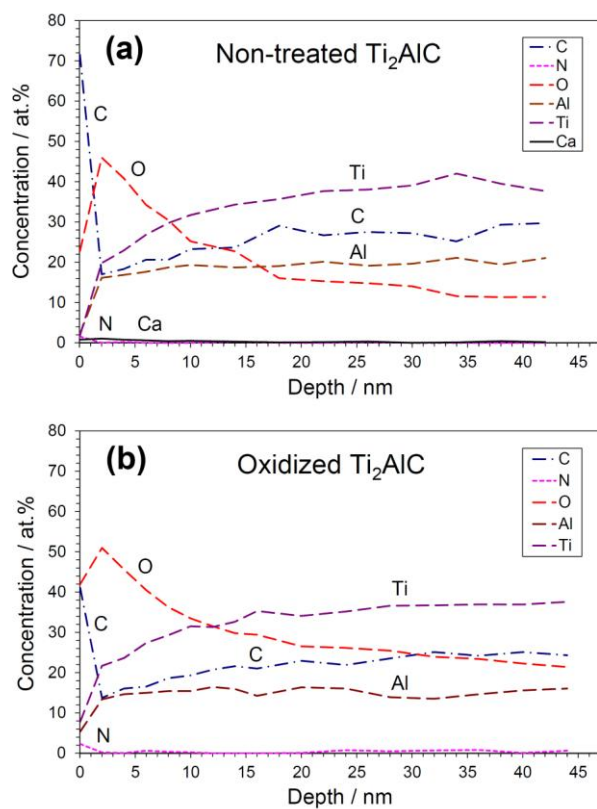 (a) Non-treated Ti₂AlC
C
N
O
Al
Ti
Ca
C
O
Ti
C
Al
N Ca
80
70
60
50
40
30
20
10
0
Concentration / at.%
0 5 10 15 20 25 30 35 40 45
Depth / nm
(b) Oxidized Ti₂AlC
C
N
O
Al
Ti
O
C
Ti
C
Al
N
80
70
60
50
40
30
20
10
0
Concentration / at.%
0 5 10 15 20 25 30 35 40 45
Depth / nm